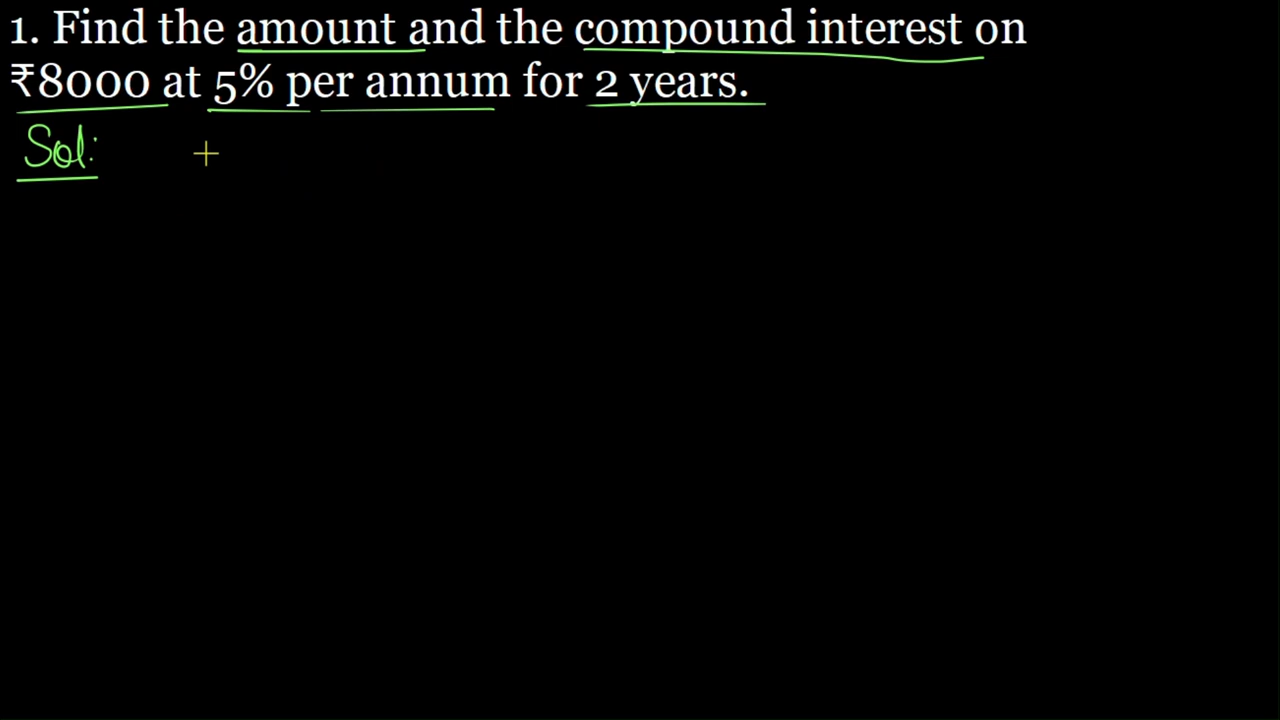 1. Find the amount and the compound interest on
₹8000 at 5% per annum for 2 years.
Sol: